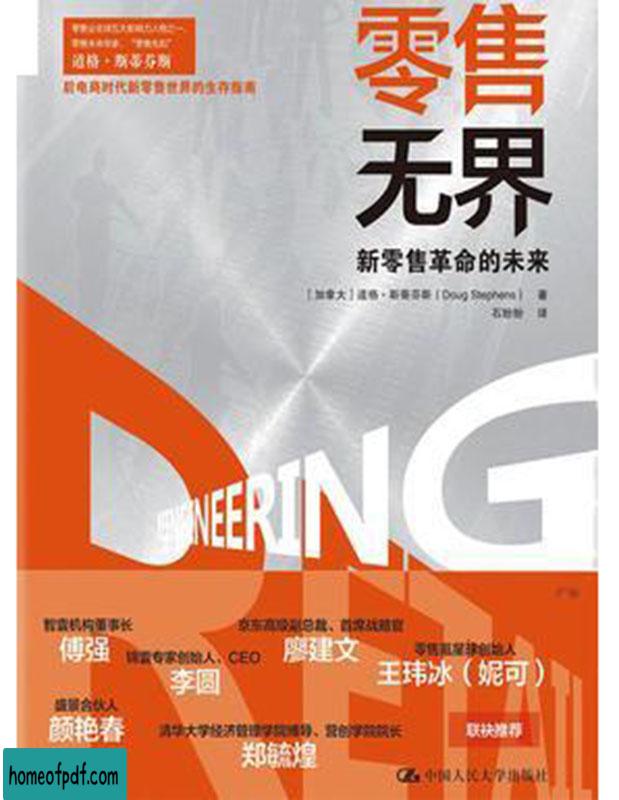 零售业全球五大影响力人物之一、
零售未来学家、“零售先知”
道格·斯蒂芬斯
后电商时代新零售世界的生存指南
零售
无界
新零售革命的未来
[加拿大] 道格·斯蒂芬斯 (Doug Stephens) 著
石盼盼 译
REENGINEERING
RETAIL
智囊机构董事长
傅强
京东高级副总裁、首席战略官
廖建文
锦囊专家创始人、CEO
李圆
零售氪星球创始人
王玮冰（妮可）
盛景合伙人
颜艳春
清华大学经济管理学院博导、营创学院院长
郑毓煌
联袂推荐
中国人民大学出版社
homeofpdf.com